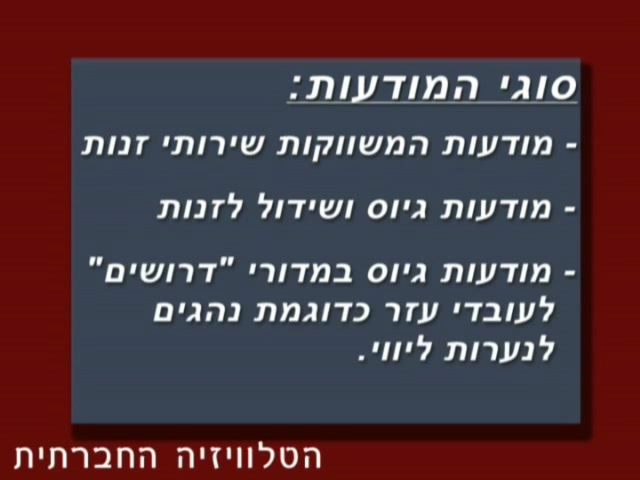 סוגי המודעות:
- מודעות המשווקות שירותי זנות
- מודעות גיוס ושידול לזנות
- מודעות גיוס במדורי "דרושים"
לעובדי עזר כדוגמת נהגים
לנערות ליווי.
הטלוויזיה החברתית